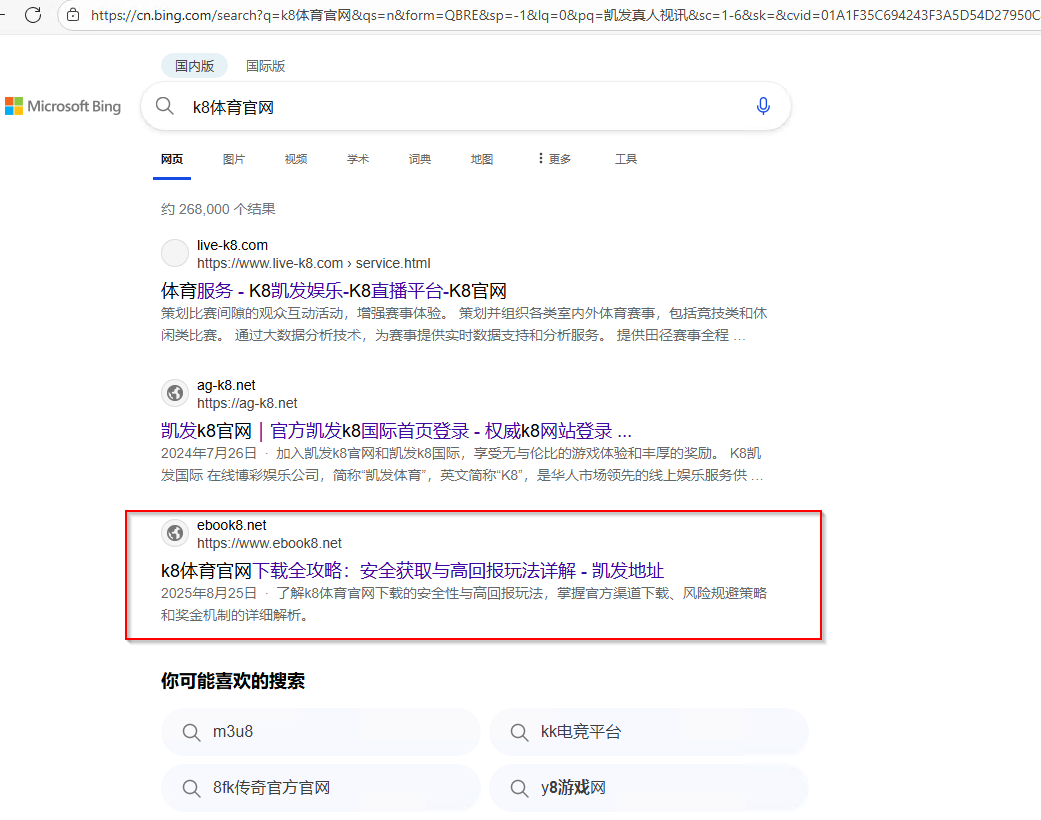 https://cn.bing.com/search?q=k8体育官网&qs=n&form=QBRE&sp=-1&lq=0&pq=凯发真人视讯&sc=1-6&sk=&cvid=01A1F35C694243F3A5D54D27950C
国内版 国际版
Microsoft Bing
k8体育官网
网页 图片 视频 学术 词典 地图 更多 工具
约 268,000 个结果
live-k8.com
https://www.live-k8.com › service.html
体育服务 - K8凯发娱乐-K8直播平台-K8官网
策划比赛间隙的观众互动活动，增强赛事体验。 策划并组织各类室内外体育赛事，包括竞技类和休
闲类比赛。 通过大数据分析技术，为赛事提供实时数据支持和分析服务。 提供田径赛事全程 …
ag-k8.net
https://ag-k8.net
凯发k8官网｜官方凯发k8国际首页登录 - 权威k8网站登录 ...
2024年7月26日 · 加入凯发k8官网和凯发k8国际，享受无与伦比的游戏体验和丰厚的奖励。 K8凯
发国际 在线博彩娱乐公司，简称“凯发体育”，英文简称“K8”，是华人市场领先的线上娱乐服务供 …
ebook8.net
https://www.ebook8.net
k8体育官网下载全攻略：安全获取与高回报玩法详解 - 凯发地址
2025年8月25日 · 了解k8体育官网下载的安全性与高回报玩法，掌握官方渠道下载、风险规避策略
和奖金机制的详细解析。
你可能喜欢的搜索
m3u8 kk电竞平台
8fk传奇官方官网 y8游戏网